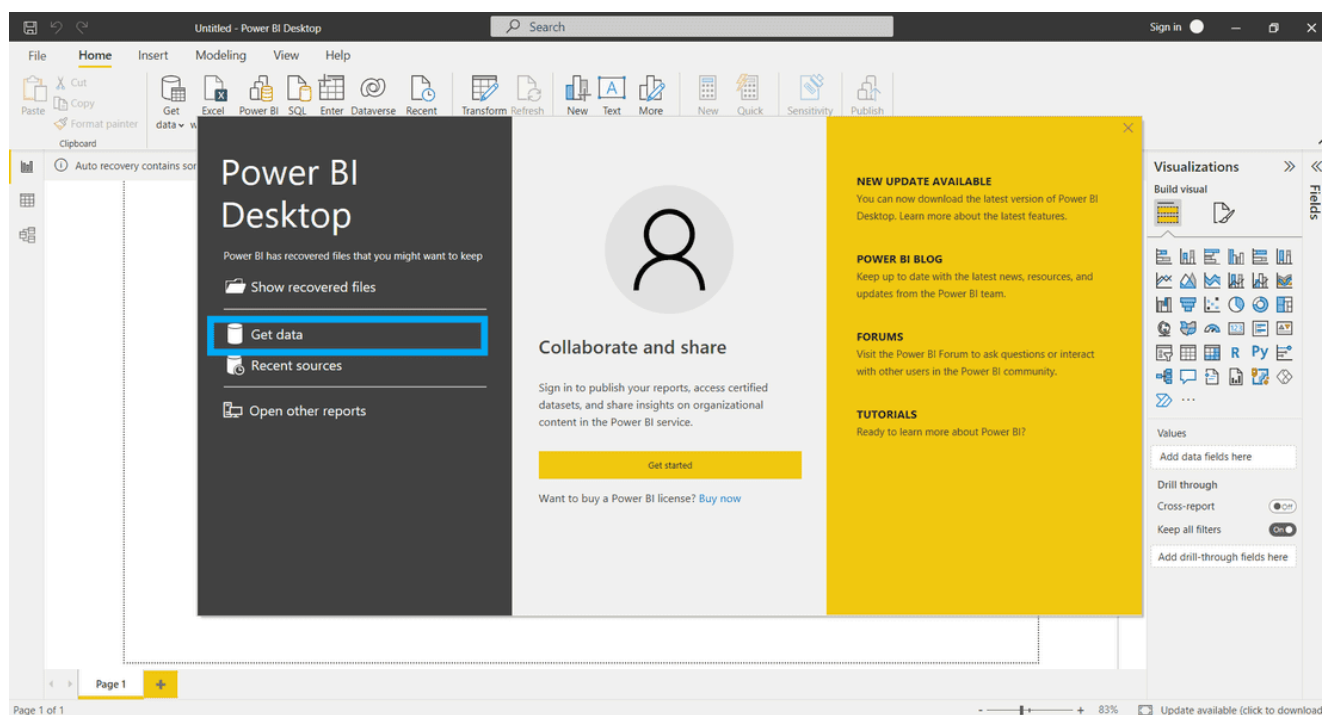 Untitled - Power BI Desktop
Search
Sign in
File Home Insert Modeling View Help
Paste
Cut
Copy
Format painter
Clipboard
Get data
Excel
Power BI
SQL
Enter
Dataverse
Recent
Transform
Refresh
New
Text
More
New
Quick
Sensitivity
Publish
Auto recovery contains
Power BI
Desktop
Power BI has recovered files that you might want to keep
Show recovered files
Get data
Recent sources
Open other reports
Collaborate and share
Sign in to publish your reports, access certified
datasets, and share insights on organizational
content in the Power BI service.
Get started
Want to buy a Power BI license? Buy now
NEW UPDATE AVAILABLE
You can now download the latest version of Power BI
Desktop. Learn more about the latest features.
POWER BI BLOG
Keep up to date with the latest news, resources, and
updates from the Power BI team.
FORUMS
Visit the Power BI Forum to ask questions or interact
with other users in the Power BI community.
TUTORIALS
Ready to learn more about Power BI?
Visualizations
Fields
Build visual
123
R Py
Values
Add data fields here
Drill through
Cross-report
Off
Keep all filters
On
Add drill-through fields here
Page 1
Page 1 of 1
- + 83%
Update available (click to download